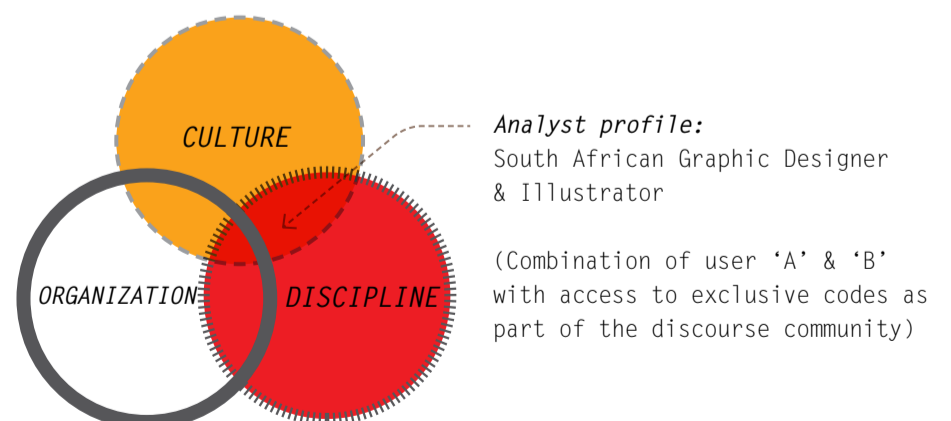 CULTURE
ORGANIZATION
DISCIPLINE
Analyst profile:
South African Graphic Designer
& Illustrator
(Combination of user ‘A’ & ‘B’
with access to exclusive codes as
part of the discourse community)